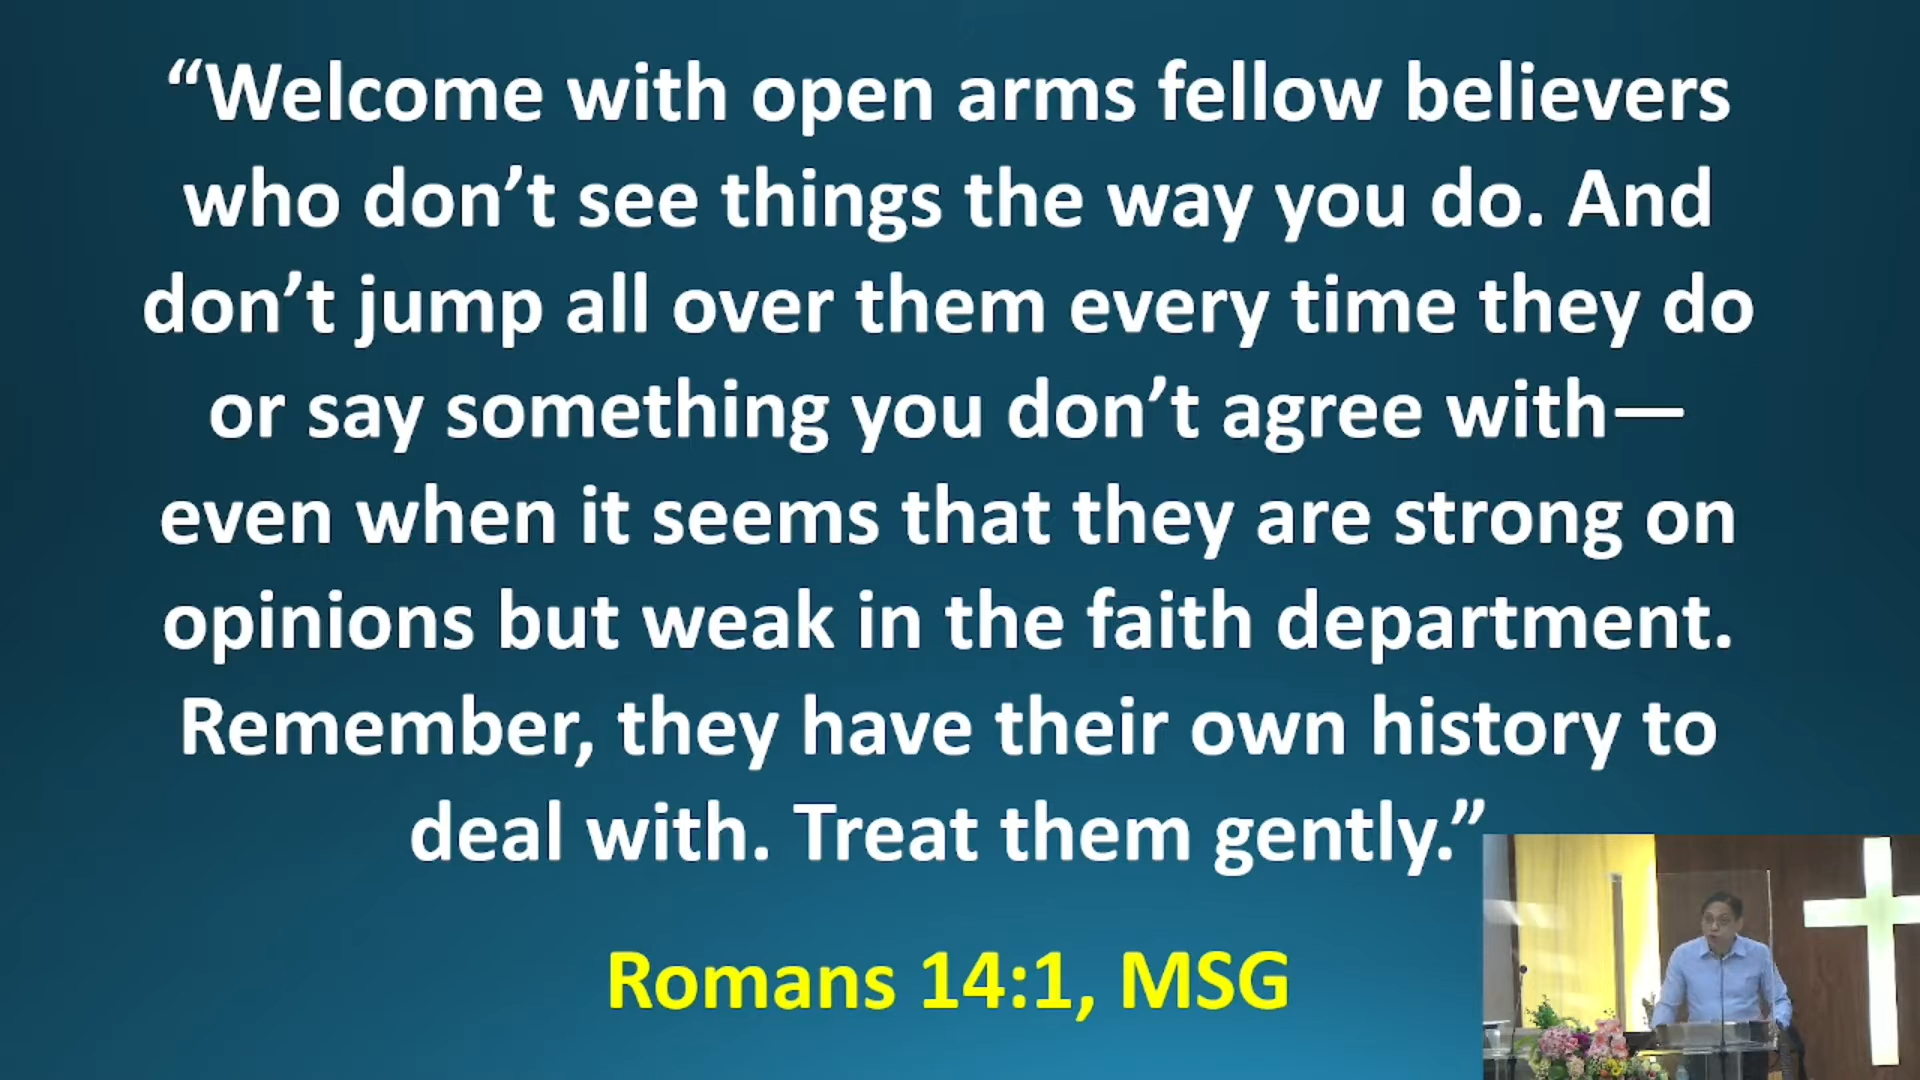 “Welcome with open arms fellow believers
who don’t see things the way you do. And
don’t jump all over them every time they do
or say something you don’t agree with—
even when it seems that they are strong on
opinions but weak in the faith department.
Remember, they have their own history to
deal with. Treat them gently.”
Romans 14:1, MSG